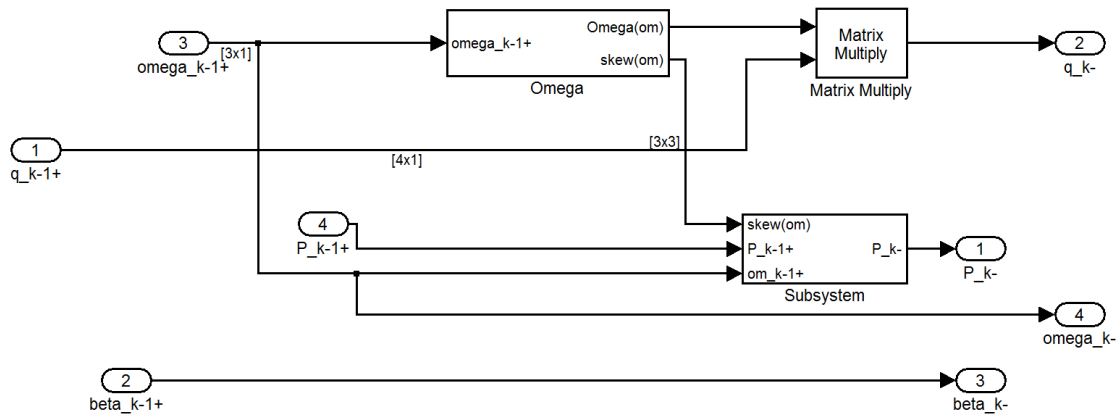 3
omega_k-1+
[3x1]
omega_k-1+
Omega(om)
skew(om)
Omega
Matrix
Multiply
Matrix Multiply
2
q_k-
1
q_k-1+
[4x1]
[3x3]
4
P_k-1+
skew(om)
P_k-1+
om_k-1+
P_k-
Subsystem
1
P_k-
4
omega_k-
2
beta_k-1+
3
beta_k-